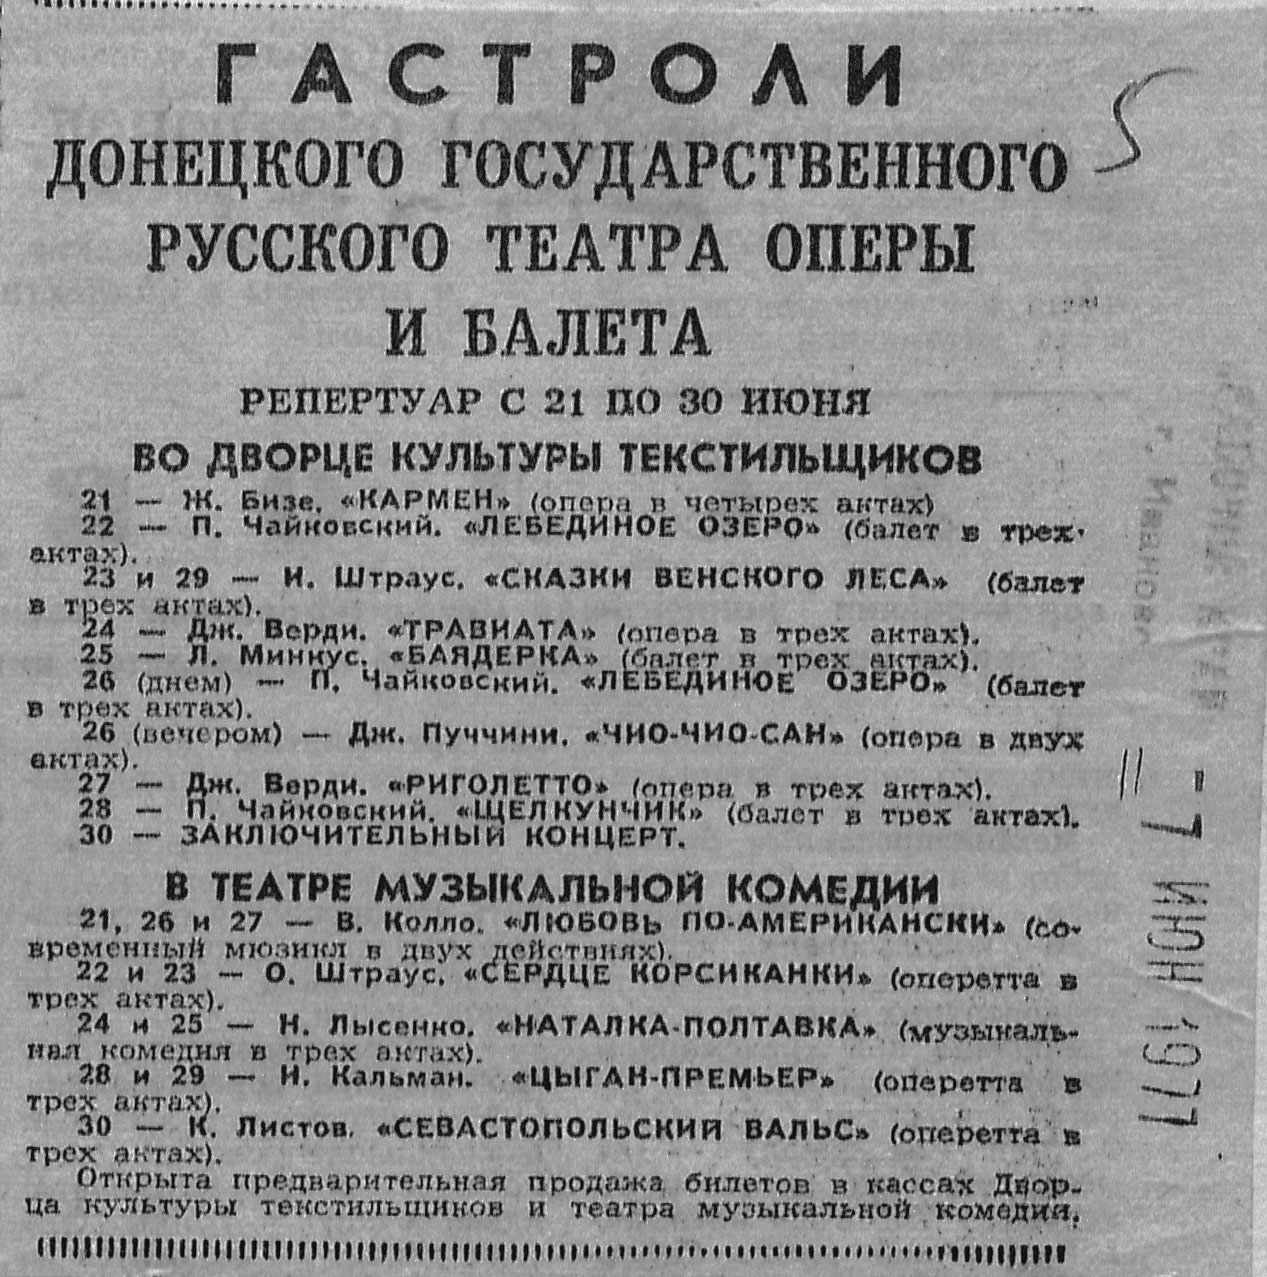 ГАСТРОЛИ
ДОНЕЦКОГО ГОСУДАРСТВЕННОГО
РУССКОГО ТЕАТРА ОПЕРЫ
И БАЛЕТА
РЕПЕРТУАР С 21 ПО 30 ИЮНЯ
ВО ДВОРЦЕ КУЛЬТУРЫ ТЕКСТИЛЬЩИКОВ
21 — Ж. Бизе. «КАРМЕН» (опера в четырех актах)
22 — П. Чайковский. «ЛЕБЕДИНОЕ ОЗЕРО» (балет в трех
актах).
23 и 29 — И. Штраус. «СКАЗКИ ВЕНСКОГО ЛЕСА» (балет
в трех актах).
24 — Дж. Верди. «ТРАВИАТА» (опера в трех актах).
25 — Л. Минкус. «БАЯДЕРКА» (балет в трех актах).
26 (днем) — П. Чайковский. «ЛЕБЕДИНОЕ ОЗЕРО» (балет
в трех актах).
26 (вечером) — Дж. Пуччини. «ЧИО-ЧИО-САН» (опера в двух
актах).
27 — Дж. Верди. «РИГОЛЕТТО» (опера в трех актах).
28 — П. Чайковский. «ЩЕЛКУНЧИК» (балет в трех актах).
30 — ЗАКЛЮЧИТЕЛЬНЫЙ КОНЦЕРТ.
В ТЕАТРЕ МУЗЫКАЛЬНОЙ КОМЕДИИ
21, 26 и 27 — В. Колло. «ЛЮБОВЬ ПО-АМЕРИКАНСКИ» (со-
временный мюзикл в двух действиях).
22 и 23 — О. Штраус. «СЕРДЦЕ КОРСИКАНКИ» (оперетта в
трех актах).
24 и 25 — Н. Лысенко. «НАТАЛКА-ПОЛТАВКА» (музыкаль-
ная комедия в трех актах).
28 и 29 — И. Кальман. «ЦЫГАН-ПРЕМЬЕР» (оперетта в
трех актах).
30 — К. Листов. «СЕВАСТОПОЛЬСКИЙ ВАЛЬС» (оперетта в
трех актах).
Открыта предварительная продажа билетов в кассах Двор-
ца культуры текстильщиков и театра музыкальной комедии.
5
г. Иваново
- 7 ИЮН 1977